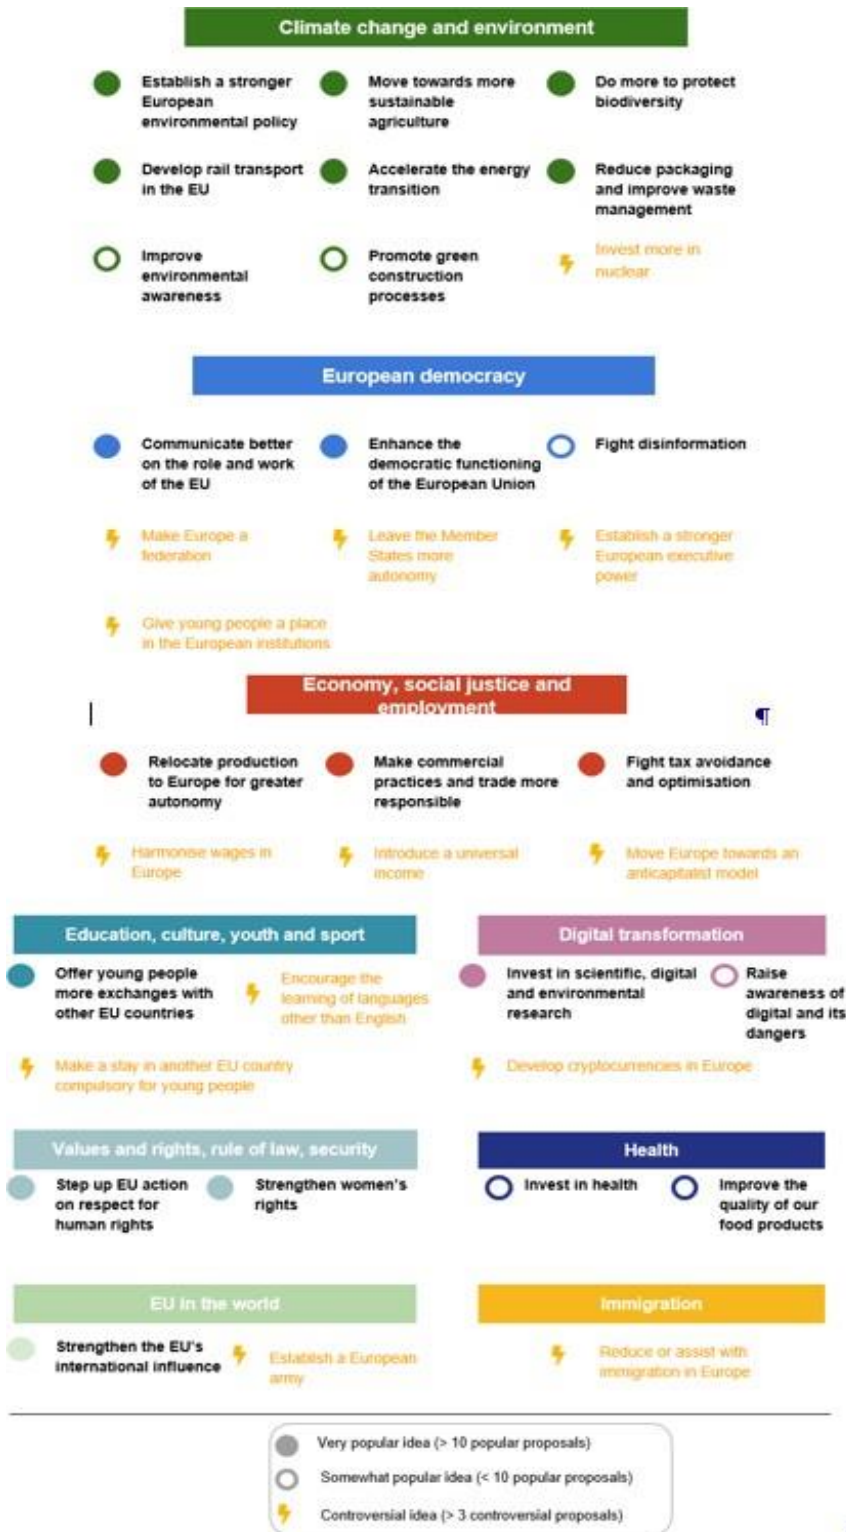 Climate change and environment
Establish a stronger
European
environmental policy
Move towards more
sustainable
agriculture
Do more to protect
biodiversity
Develop rail transport
in the EU
Accelerate the energy
transition
Reduce packaging
and improve waste
management
Improve
environmental
awareness
Promote green
construction
processes
Invest more in
nuclear
European democracy
Communicate better
on the role and work
of the EU
Enhance the
democratic functioning
of the European Union
Fight disinformation
Make Europe a
federation
Leave the Member
States more
autonomy
Establish a stronger
European executive
power
Give young people a place
in the European institutions
Economy, social justice and
employment
¶
Relocate production
to Europe for greater
autonomy
Make commercial
practices and trade more
responsible
Fight tax avoidance
and optimisation
Harmonise wages in
Europe
Introduce a universal
income
Move Europe towards an
anticapitalist model
Education, culture, youth and sport
Offer young people
more exchanges with
other EU countries
Encourage the
learning of languages
other than English
Make a stay in another EU country
compulsory for young people
Digital transformation
Invest in scientific, digital
and environmental
research
Raise
awareness of
digital and its
dangers
Develop cryptocurrencies in Europe
Values and rights, rule of law, security
Step up EU action
on respect for
human rights
Strengthen women's
rights
Health
Invest in health
Improve the
quality of our
food products
EU in the world
Strengthen the EU's
international influence
Establish a European
army
Immigration
Reduce or assist with
immigration in Europe
Very popular idea (> 10 popular proposals)
Somewhat popular idea (< 10 popular proposals)
Controversial idea (> 3 controversial proposals)